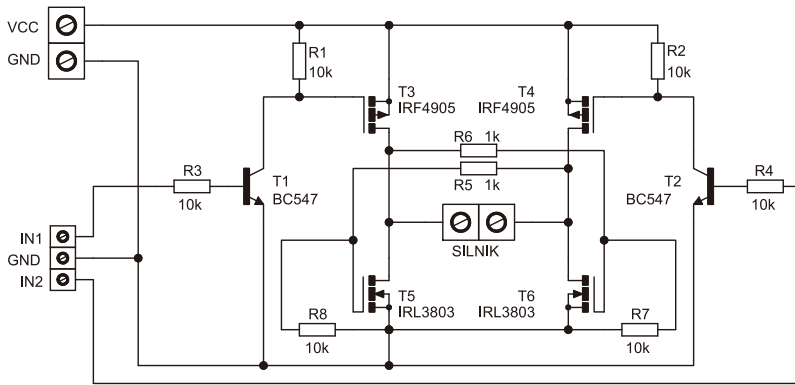 VCC
GND
R1
10k
R2
10k
T3
IRF4905
T4
IRF4905
R6 1k
R5 1k
R3
10k
T1
BC547
T2
BC547
R4
10k
IN1
GND
IN2
SILNIK
T5
IRL3803
T6
IRL3803
R8
10k
R7
10k